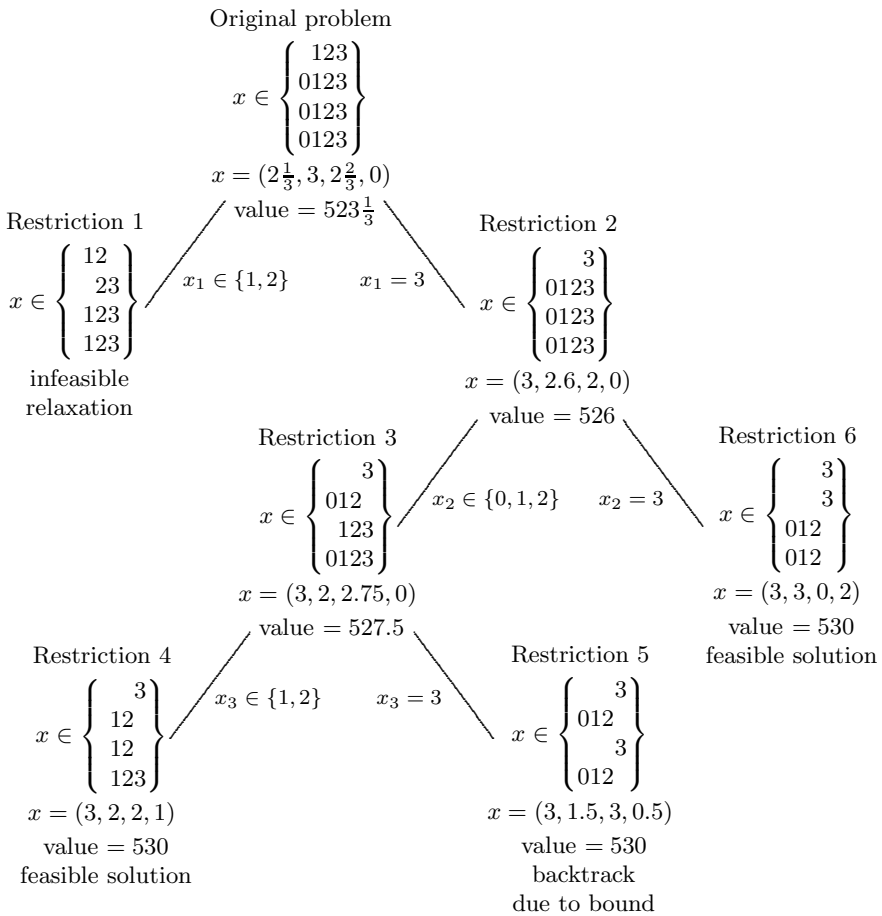 Original problem
x ∈ { 123
0123
0123
0123 }
x = (2 1/3, 3, 2 2/3, 0)
value = 523 1/3
Restriction 1
x ∈ { 12
23
123
123 }
infeasible
relaxation
x₁ ∈ {1, 2}
x₁ = 3
Restriction 2
x ∈ { 3
0123
0123
0123 }
x = (3, 2.6, 2, 0)
value = 526
Restriction 3
x ∈ { 3
012
123
0123 }
x = (3, 2, 2.75, 0)
value = 527.5
x₂ ∈ {0, 1, 2}
x₂ = 3
Restriction 6
x ∈ { 3
3
012
012 }
x = (3, 3, 0, 2)
value = 530
feasible solution
Restriction 4
x ∈ { 3
12
12
123 }
x = (3, 2, 2, 1)
value = 530
feasible solution
x₃ ∈ {1, 2}
x₃ = 3
Restriction 5
x ∈ { 3
012
3
012 }
x = (3, 1.5, 3, 0.5)
value = 530
backtrack
due to bound